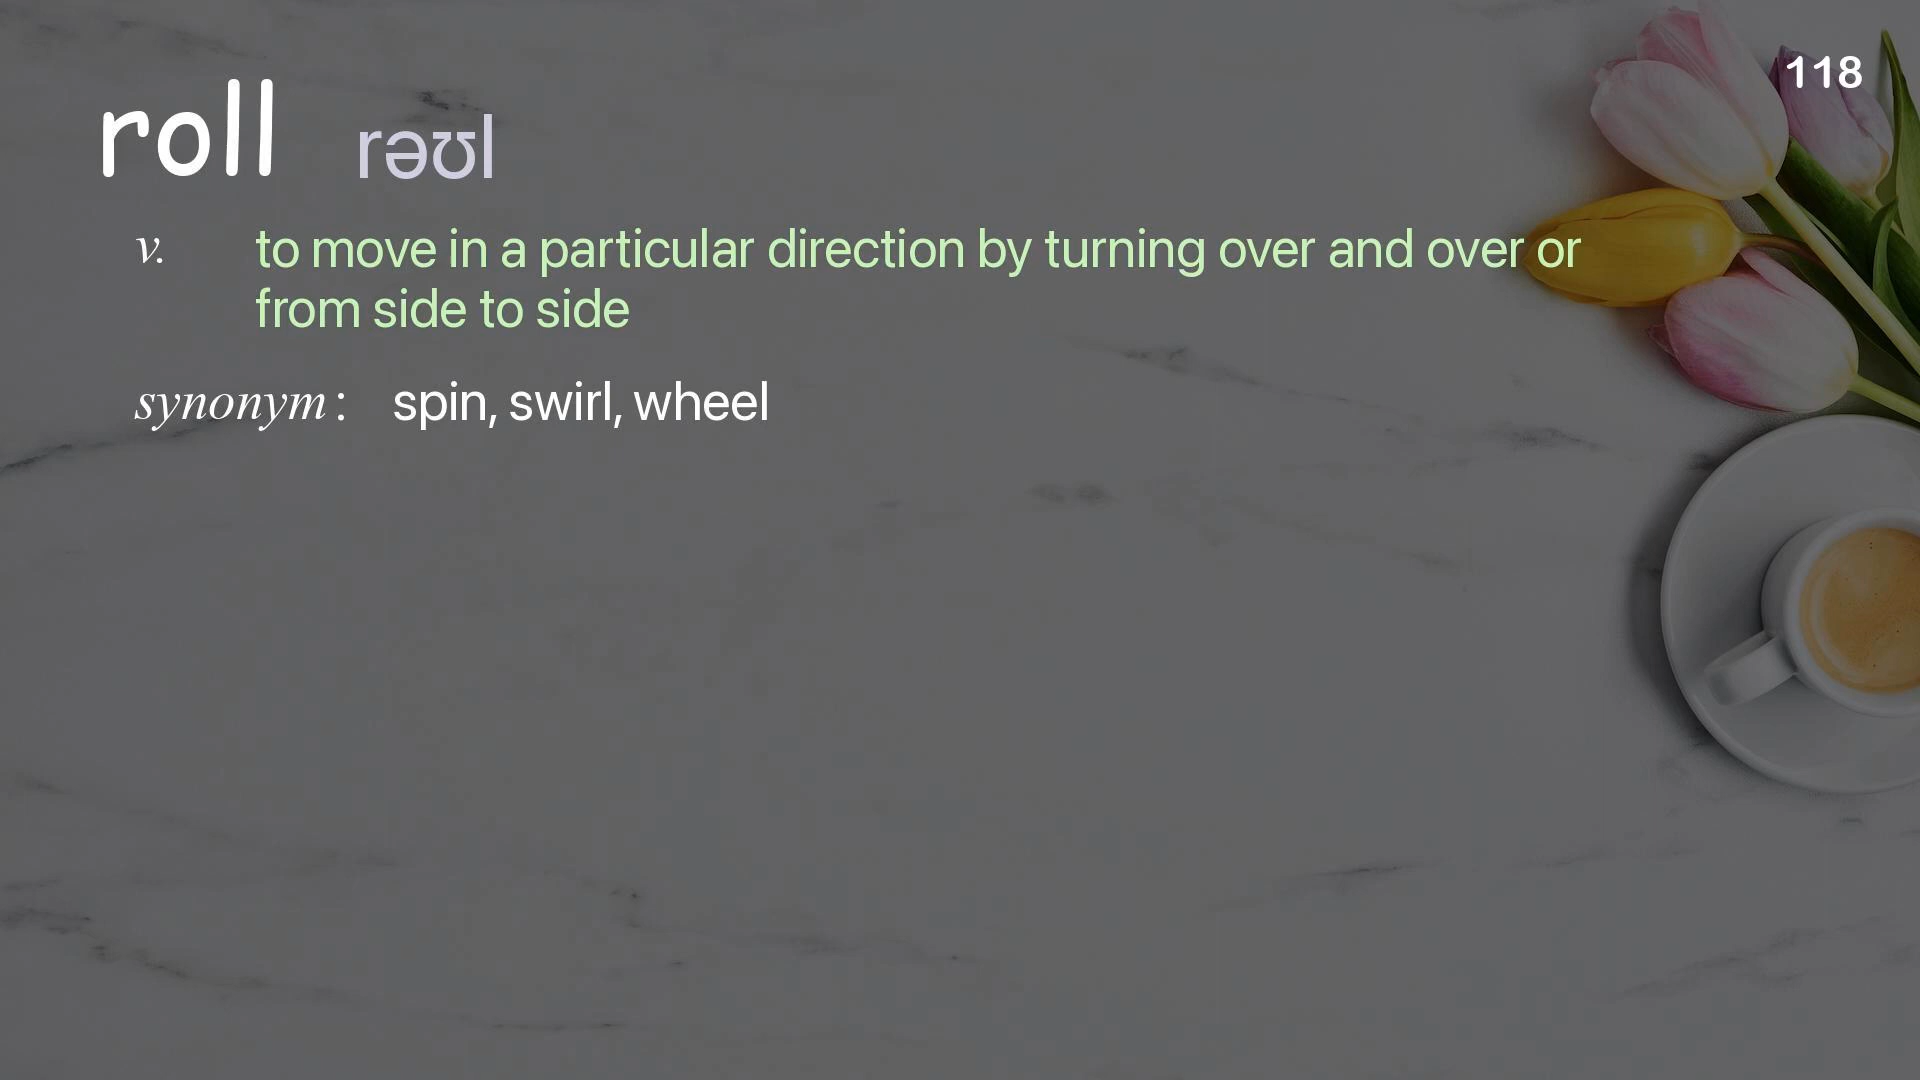 118
roll rəʊl
v. to move in a particular direction by turning over and over or
from side to side
synonym : spin, swirl, wheel